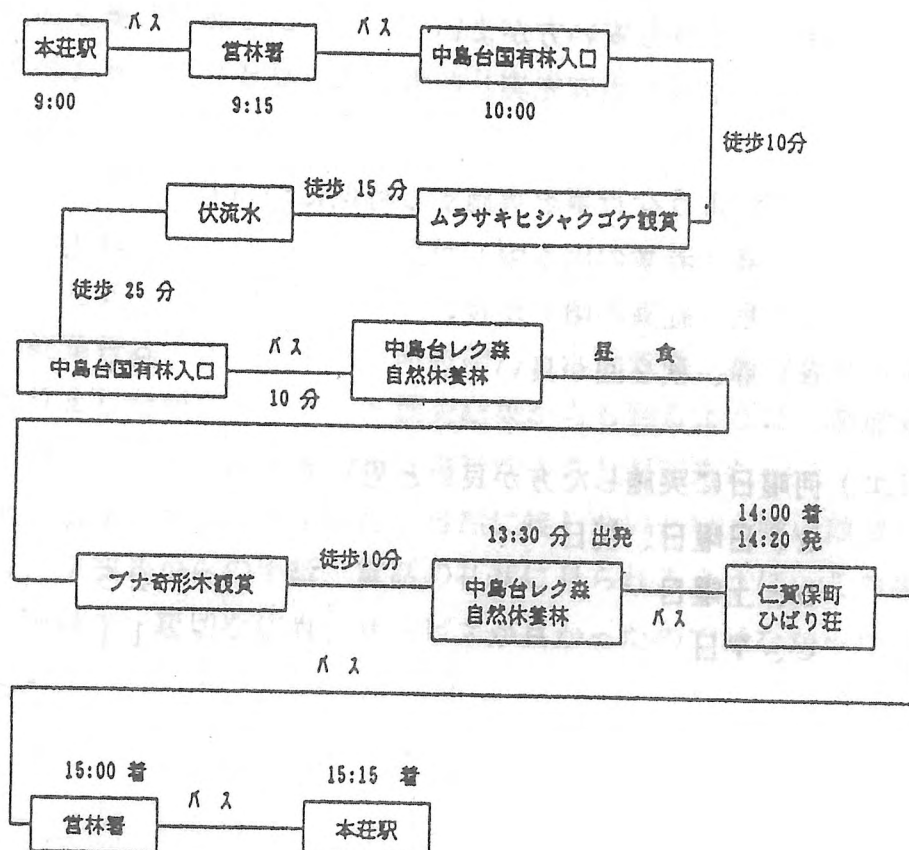 バス
バス
本荘駅
営林署
中島台国有林入口
9:00
9:15
10:00
徒歩10分
伏流水
徒歩 15 分
ムラサキヒシャクゴケ観賞
徒歩 25 分
中島台国有林入口
バス
10 分
中島台レク森
自然休養林
昼 食
ブナ奇形木観賞
徒歩10分
13:30 分 出発
中島台レク森
自然休養林
バス
14:00 着
14:20 発
仁賀保町
ひばり荘
バス
15:00 着
営林署
バス
15:15 着
本荘駅